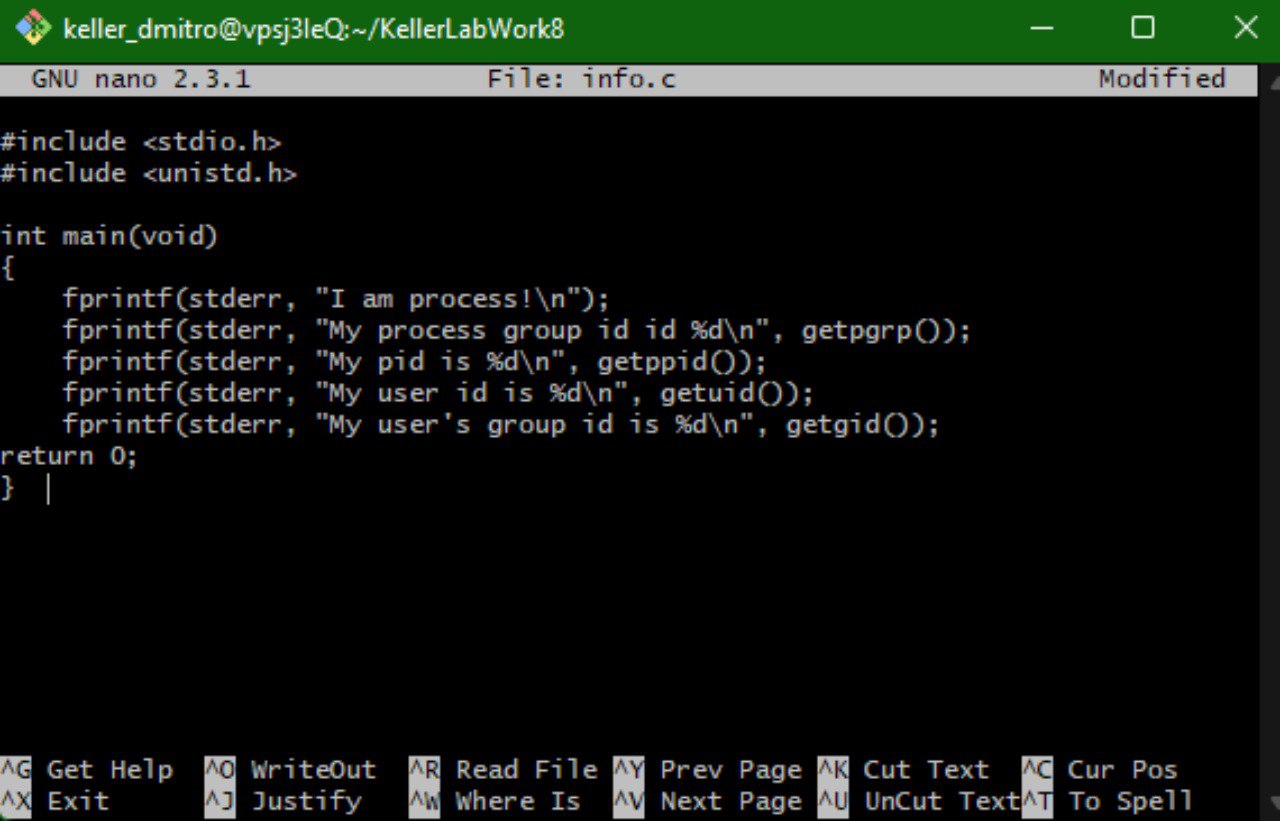 keller_dmitro@vpsj3leQ:~/KellerLabWork8
GNU nano 2.3.1 File: info.c Modified
#include <stdio.h>
#include <unistd.h>
int main(void)
{
    fprintf(stderr, "I am process!\n");
    fprintf(stderr, "My process group id id %d\n", getpgrp());
    fprintf(stderr, "My pid is %d\n", getppid());
    fprintf(stderr, "My user id is %d\n", getuid());
    fprintf(stderr, "My user's group id is %d\n", getgid());
return 0;
}
^G Get Help ^O WriteOut ^R Read File ^Y Prev Page ^K Cut Text ^C Cur Pos
^X Exit ^J Justify ^W Where Is ^V Next Page ^U UnCut Text ^T To Spell